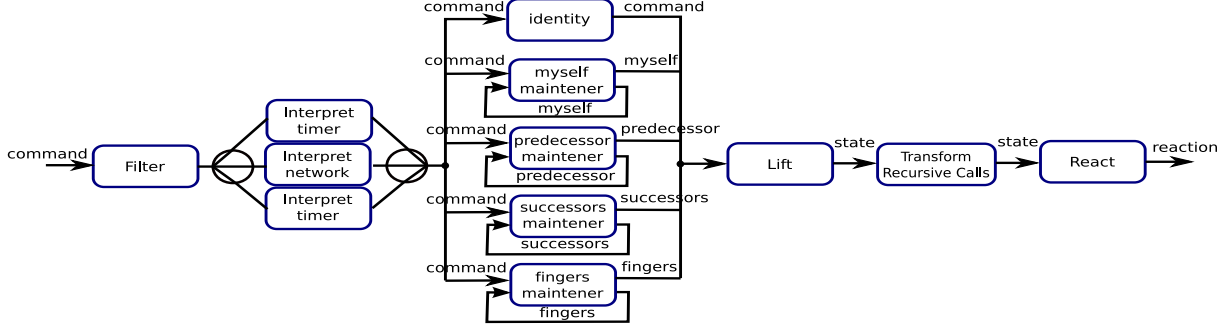 command
Filter
Interpret
timer
Interpret
network
Interpret
timer
command
identity
command
command
myself
maintener
myself
myself
command
predecessor
maintener
predecessor
predecessor
command
successors
maintener
successors
successors
command
fingers
maintener
fingers
fingers
Lift
state
Transform
Recursive Calls
state
React
reaction